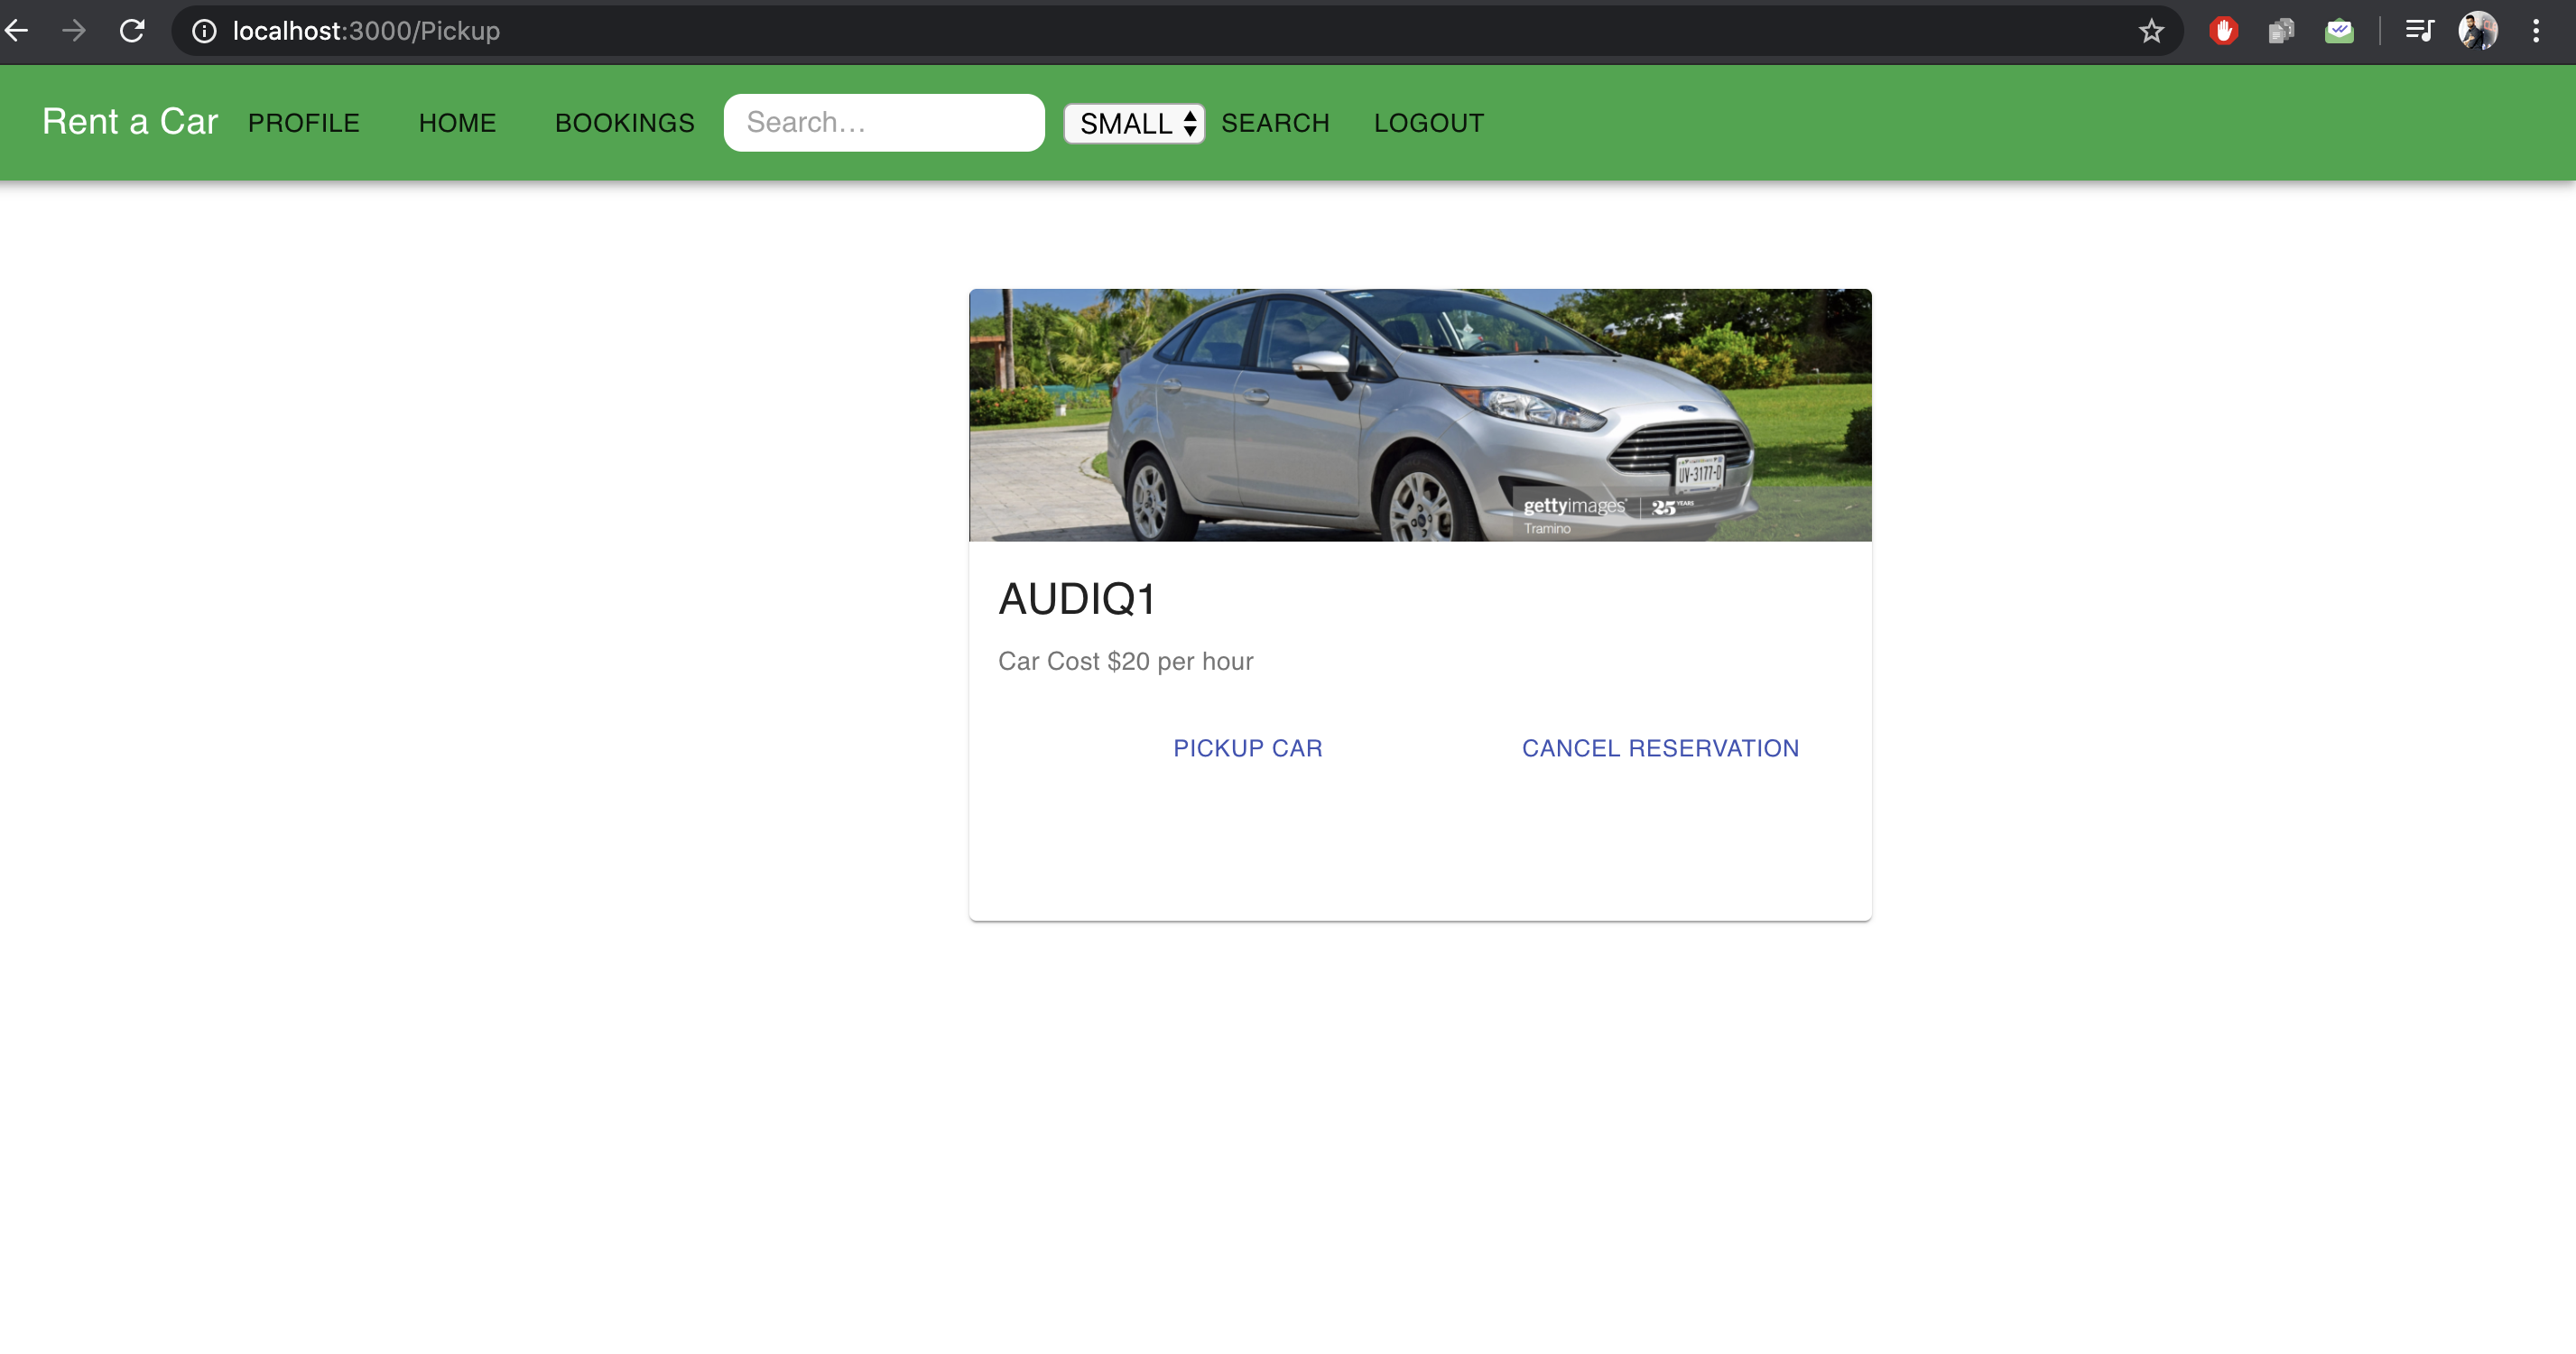 localhost:3000/Pickup
Rent a Car PROFILE HOME BOOKINGS Search... SMALL SEARCH LOGOUT
UV-3177-D
gettyimages 25 YEARS
Tramino
AUDIQ1
Car Cost $20 per hour
PICKUP CAR CANCEL RESERVATION